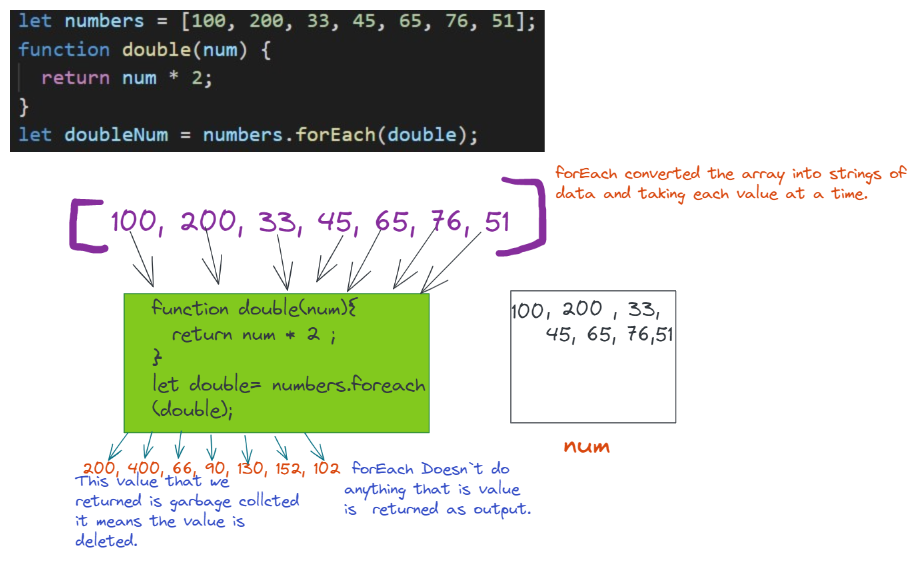 let numbers = [100, 200, 33, 45, 65, 76, 51];
function double(num) {
return num * 2;
}
let doubleNum = numbers.forEach(double);
forEach converted the array into strings of
data and taking each value at a time.
[100, 200, 33, 45, 65, 76, 51]
function double(num){
return num * 2 ;
}
let double= numbers.foreach
(double);
100, 200 , 33,
45, 65, 76,51
num
200, 400, 66, 90, 130, 152, 102
This value that we
returned is garbage collcted
it means the value is
deleted.
forEach Doesn`t do
anything that is value
is returned as output.